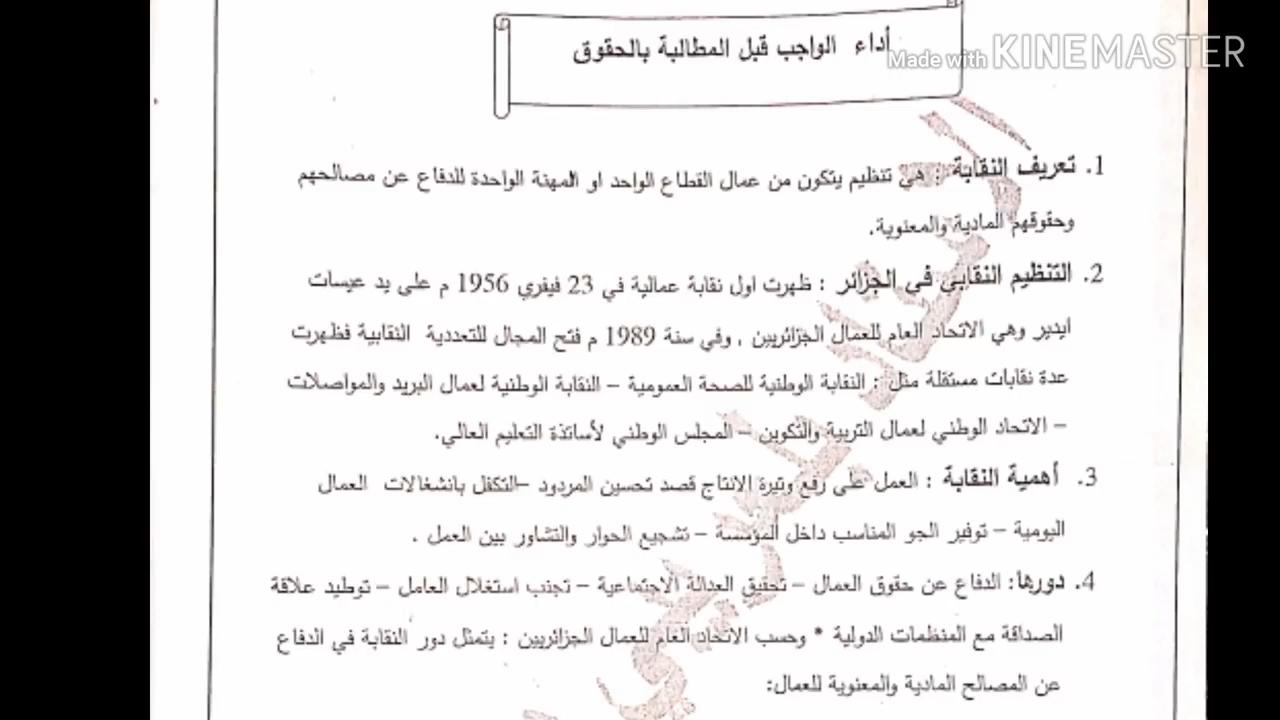 أداء الواجب قبل المطالبة بالحقوق
Made with KINEMASTER
1. تعريف النقابة : هي تنظيم يتكون من عمال القطاع الواحد او المهنة الواحدة للدفاع عن مصالحهم
وحقوقهم المادية والمعنوية.
2. التنظيم النقابي في الجزائر : ظهرت اول نقابة عمالية في 23 فيفري 1956 م على يد عيسات
ايدير وهي الاتحاد العام للعمال الجزائريين , وفي سنة 1989 م فتح المجال للتعددية النقابية فظهرت
عدة نقابات مستقلة مثل : النقابة الوطنية للصحة العمومية – النقابة الوطنية لعمال البريد والمواصلات
– الاتحاد الوطني لعمال التربية والتكوين – المجلس الوطني لأساتذة التعليم العالي.
3. أهمية النقابة : العمل على رفع وتيرة الانتاج قصد تحسين المردود –التكفل بانشغالات العمال
اليومية – توفير الجو المناسب داخل المؤسسة – تشجيع الحوار والتشاور بين العمل .
4. دورها: الدفاع عن حقوق العمال – تحقيق العدالة الاجتماعية – تجنب استغلال العامل – توطيد علاقة
الصداقة مع المنظمات الدولية * وحسب الاتحاد العام للعمال الجزائريين : يتمثل دور النقابة في الدفاع
عن المصالح المادية والمعنوية للعمال: